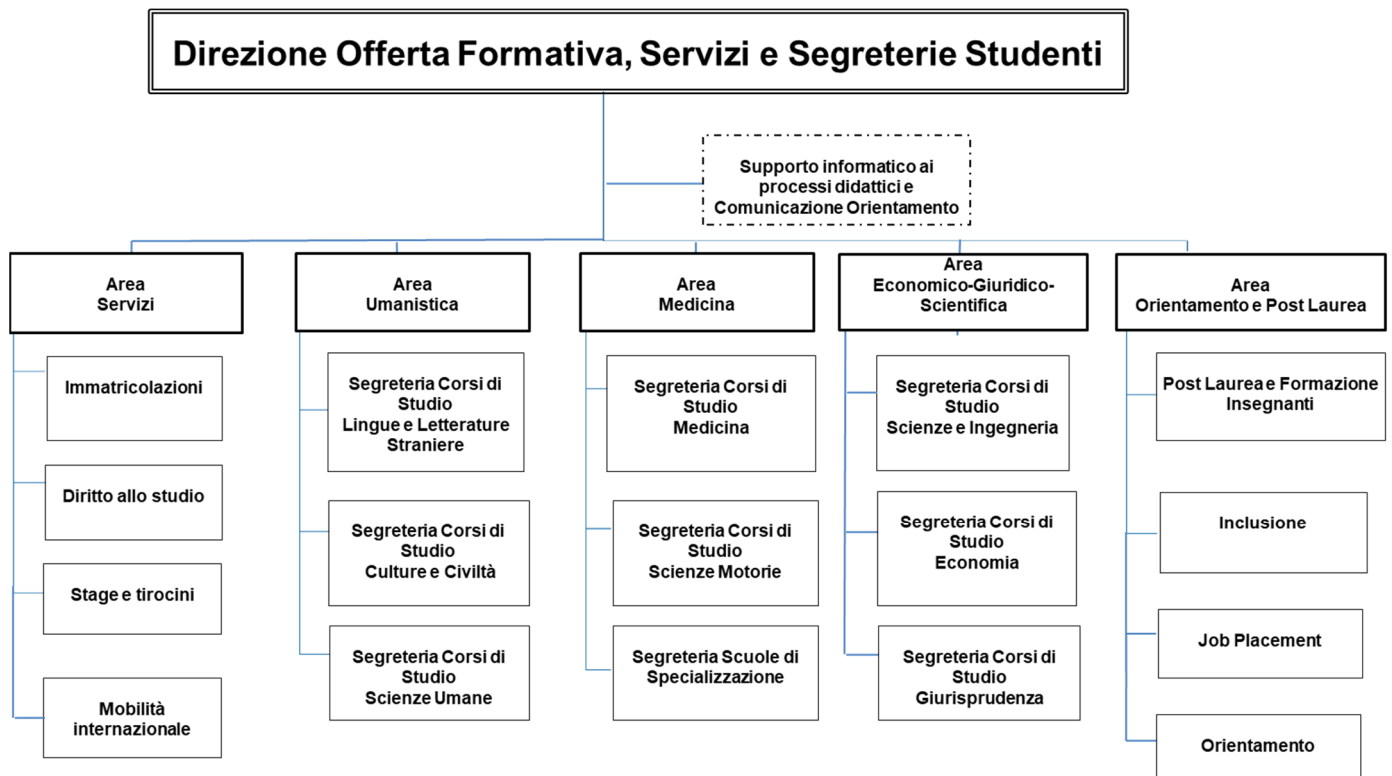 Direzione Offerta Formativa, Servizi e Segreterie Studenti
Supporto informatico ai
processi didattici e
Comunicazione Orientamento
Area
Servizi
Immatricolazioni
Diritto allo studio
Stage e tirocini
Mobilità
internazionale
Area
Umanistica
Segreteria Corsi di
Studio
Lingue e Letterature
Straniere
Segreteria Corsi di
Studio
Culture e Civiltà
Segreteria Corsi di
Studio
Scienze Umane
Area
Medicina
Segreteria Corsi di
Studio
Medicina
Segreteria Corsi di
Studio
Scienze Motorie
Segreteria Scuole di
Specializzazione
Area
Economico-Giuridico-
Scientifica
Segreteria Corsi di
Studio
Scienze e Ingegneria
Segreteria Corsi di
Studio
Economia
Segreteria Corsi di
Studio
Giurisprudenza
Area
Orientamento e Post Laurea
Post Laurea e Formazione
Insegnanti
Inclusione
Job Placement
Orientamento